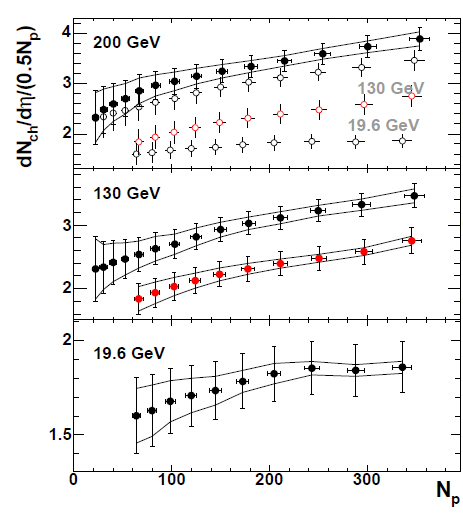 dN_ch/dη/(0.5N_p)
4
200 GeV
3
130 GeV
19.6 GeV
2
130 GeV
3
2
2
19.6 GeV
1.5
0 100 200 300
N_p